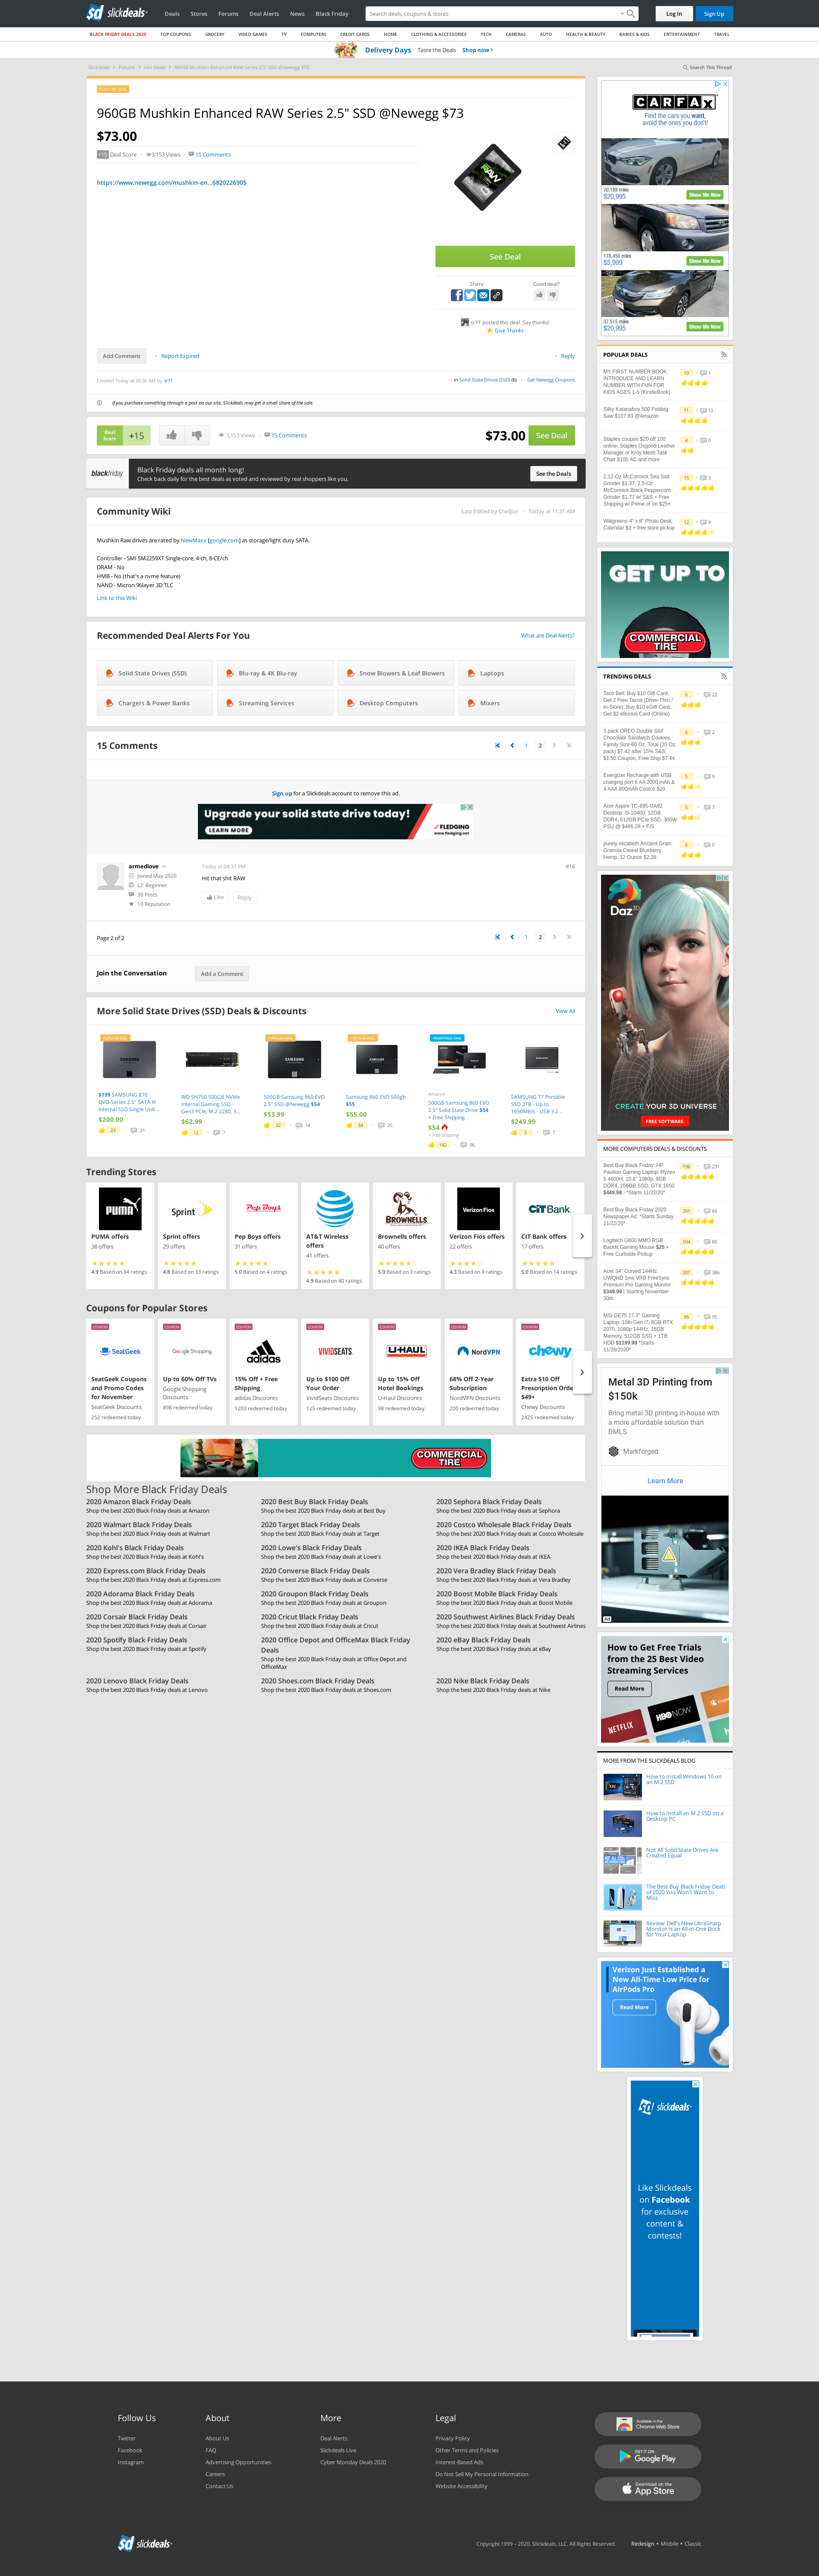 slickdeals
Deals
Stores
Forums
Deal Alerts
News
Black Friday
Search deals, coupons & stores
Log In
Sign Up
BLACK FRIDAY DEALS 2020
TOP COUPONS
GROCERY
VIDEO GAMES
TV
COMPUTERS
CREDIT CARDS
HOME
CLOTHING & ACCESSORIES
TECH
CAMERAS
AUTO
HEALTH & BEAUTY
BABIES & KIDS
ENTERTAINMENT
TRAVEL
Delivery Days Taste the Deals Shop now
Slickdeals > Forums > Hot Deals > 960GB Mushkin Enhanced RAW Series 2.5" SSD @Newegg $73
Search This Thread
960GB Mushkin Enhanced RAW Series 2.5" SSD @Newegg $73
$73.00
+15 Deal Score 3,153 Views 15 Comments
https://www.newegg.com/mushkin-en...6820226905
See Deal
Share
Good deal?
sr71 posted this deal. Say thanks!
Give Thanks
Add Comment
Report Expired
Reply
Created Today at 06:30 AM by sr71
in Solid State Drives (SSD) (6)
Get Newegg Coupons
If you purchase something through a post on our site, Slickdeals may get a small share of the sale.
Deal Score
+15
3,153 Views
15 Comments
$73.00
See Deal
blackfriday
Black Friday deals all month long!
Check back daily for the best deals as voted and reviewed by real shoppers like you.
See the Deals
Community Wiki
Last Edited by Chefjoe
Today at 11:31 AM
Mushkin Raw drives are rated by NewMaxx [google.com] as storage/light duty SATA.
Controller - SMI SM2259XT Single-core, 4-ch, 8-CE/ch
DRAM - No
HMB - No (that's a nvme feature)
NAND - Micron 96layer 3D TLC
Link to this Wiki
Recommended Deal Alerts For You
What are Deal Alerts?
Solid State Drives (SSD)
Blu-ray & 4K Blu-ray
Snow Blowers & Leaf Blowers
Laptops
Chargers & Power Banks
Streaming Services
Desktop Computers
Mixers
15 Comments
1 2
Sign up for a Slickdeals account to remove this ad.
Upgrade your solid state drive today!
LEARN MORE
FLEDGING
www.fledging.net
armedlove
Joined May 2020
L2: Beginner
30 Posts
10 Reputation
Today at 04:37 PM
#16
Hit that shit RAW
Like
Reply
Page 2 of 2
1 2
Join the Conversation
Add a Comment
More Solid State Drives (SSD) Deals & Discounts
View All
$199 SAMSUNG 870 QVO-Series 2.5" SATA III Internal SSD Single Unit...
$200.00
23 21
WD SN750 500GB NVMe Internal Gaming SSD - Gen3 PCIe, M.2 2280, 3...
$62.99
12 7
500GB Samsung 860 EVO 2.5" SSD @Newegg $54
$53.99
32 14
Samsung 860 EVO 500gb $55
$55.00
34 25
Amazon
500GB Samsung 860 EVO 2.5" Solid State Drive $54 + Free Shipping
$54
+ Free Shipping
142 96
SAMSUNG T7 Portable SSD 2TB - Up to 1050MB/s - USB 3.2...
$249.99
5 7
Trending Stores
PUMA
PUMA offers
38 offers
4.9 Based on 34 ratings
Sprint
Sprint offers
29 offers
4.8 Based on 33 ratings
Pep Boys
Pep Boys offers
31 offers
5.0 Based on 4 ratings
AT&T Wireless offers
41 offers
4.9 Based on 40 ratings
BROWNELLS
Brownells offers
40 offers
5.0 Based on 3 ratings
Verizon Fios
Verizon Fios offers
22 offers
4.3 Based on 9 ratings
CIT BANK
CIT Bank offers
17 offers
5.0 Based on 14 ratings
Coupons for Popular Stores
COUPON
SeatGeek
SeatGeek Coupons and Promo Codes for November
SeatGeek Discounts
252 redeemed today
COUPON
Google Shopping
Up to 60% Off TVs
Google Shopping Discounts
898 redeemed today
COUPON
adidas
15% Off + Free Shipping
adidas Discounts
1203 redeemed today
COUPON
VIVIDSEATS
Up to $100 Off Your Order
VividSeats Discounts
125 redeemed today
COUPON
U-HAUL
Up to 15% Off Hotel Bookings
U-Haul Discounts
98 redeemed today
COUPON
NordVPN
68% Off 2-Year Subscription
NordVPN Discounts
200 redeemed today
COUPON
chewy
Extra $10 Off Prescription Orde $49+
Chewy Discounts
2425 redeemed today
COMMERCIAL TIRE
Shop More Black Friday Deals
2020 Amazon Black Friday Deals
Shop the best 2020 Black Friday deals at Amazon
2020 Best Buy Black Friday Deals
Shop the best 2020 Black Friday deals at Best Buy
2020 Sephora Black Friday Deals
Shop the best 2020 Black Friday deals at Sephora
2020 Walmart Black Friday Deals
Shop the best 2020 Black Friday deals at Walmart
2020 Target Black Friday Deals
Shop the best 2020 Black Friday deals at Target
2020 Costco Wholesale Black Friday Deals
Shop the best 2020 Black Friday deals at Costco Wholesale
2020 Kohl's Black Friday Deals
Shop the best 2020 Black Friday deals at Kohl's
2020 Lowe's Black Friday Deals
Shop the best 2020 Black Friday deals at Lowe's
2020 IKEA Black Friday Deals
Shop the best 2020 Black Friday deals at IKEA
2020 Express.com Black Friday Deals
Shop the best 2020 Black Friday deals at Express.com
2020 Converse Black Friday Deals
Shop the best 2020 Black Friday deals at Converse
2020 Vera Bradley Black Friday Deals
Shop the best 2020 Black Friday deals at Vera Bradley
2020 Adorama Black Friday Deals
Shop the best 2020 Black Friday deals at Adorama
2020 Groupon Black Friday Deals
Shop the best 2020 Black Friday deals at Groupon
2020 Boost Mobile Black Friday Deals
Shop the best 2020 Black Friday deals at Boost Mobile
2020 Corsair Black Friday Deals
Shop the best 2020 Black Friday deals at Corsair
2020 Cricut Black Friday Deals
Shop the best 2020 Black Friday deals at Cricut
2020 Southwest Airlines Black Friday Deals
Shop the best 2020 Black Friday deals at Southwest Airlines
2020 Spotify Black Friday Deals
Shop the best 2020 Black Friday deals at Spotify
2020 Office Depot and OfficeMax Black Friday Deals
Shop the best 2020 Black Friday deals at Office Depot and OfficeMax
2020 eBay Black Friday Deals
Shop the best 2020 Black Friday deals at eBay
2020 Lenovo Black Friday Deals
Shop the best 2020 Black Friday deals at Lenovo
2020 Shoes.com Black Friday Deals
Shop the best 2020 Black Friday deals at Shoes.com
2020 Nike Black Friday Deals
Shop the best 2020 Black Friday deals at Nike
CARFAX
Find the cars you want,
avoid the ones you don't!
70,169 miles
$20,995
Show Me Now
178,450 miles
$5,999
Show Me Now
37,515 miles
$20,995
Show Me Now
POPULAR DEALS
MY FIRST NUMBER BOOK: INTRODUCE AND LEARN NUMBER WITH FUN FOR KIDS AGES 1-5 (KindleBook)
10 1
Silky Katanaboy 500 Folding Saw $107.83 @Amazon
11 12
Staples coupon $20 off 100 online: Staples Osgood Leather Manager or Kroy Mesh Task Chair $100 AC and more
4 0
2.12-Oz McCormick Sea Salt Grinder $1.37, 2.5-Oz McCormick Black Peppercorn Grinder $1.77 w/ S&S + Free Shipping w/ Prime or on $25+
15 3
Walgreens 4" x 8" Photo Desk Calendar $3 + free store pickup
12 9
GET UP TO
COMMERCIAL TIRE
TRENDING DEALS
Taco Bell: Buy $10 Gift Card, Get 2 Free Tacos (Drive-Thru / In-Store); Buy $10 eGift Card, Get $2 eBonus Card (Online)
6 22
3 pack OREO Double Stuf Chocolate Sandwich Cookies, Family Size 60 Oz. Total (20 Oz. pack) $7.42 after 15% S&S, $1.50 Coupon, Free Ship $7.44
6 2
Energizer Recharge with USB charging port 6 AA 2000 mAh & 4 AAA 800mAh Costco $20
5 9
Acer Aspire TC-895-UA92 Desktop: i5-10400, 12GB DDR4, 512GB PCIe SSD, 300W PSU @ $486.26 + F/S
5 7
purely elizabeth Ancient Grain Granola Cereal Blueberry Hemp, 12 Ounce $2.28
6 0
Daz 3D
CREATE YOUR 3D UNIVERSE
FREE SOFTWARE
MORE COMPUTERS DEALS & DISCOUNTS
Best Buy Black Friday: HP Pavilion Gaming Laptop: Ryzen 5 4600H, 15.6" 1080p, 8GB DDR4, 256GB SSD, GTX 1650 $449.99 - *Starts 11/22/20*
196 231
Best Buy Black Friday 2020 Newspaper Ad: *Starts Sunday 11/22/20*
201 84
Logitech G600 MMO RGB Backlit Gaming Mouse $25 + Free Curbside Pickup
104 80
Acer 34" Curved 144Hz UWQHD 1ms VRB FreeSync Premium Pro Gaming Monitor $349.99 | Starting November 30th
207 386
MSI GE75 17.3" Gaming Laptop: 10th Gen i7, 8GB RTX 2070, 1080p 144Hz, 16GB Memory, 512GB SSD + 1TB HDD $1199.99 *Starts 11/26/2020*
96 55
Metal 3D Printing from $150k
Bring metal 3D printing in-house with a more affordable solution than DMLS
Markforged
Learn More
Ad
How to Get Free Trials from the 25 Best Video Streaming Services
Read More
NETFLIX
HBO NOW
MORE FROM THE SLICKDEALS BLOG
How to Install Windows 10 on an M.2 SSD
How to Install an M.2 SSD on a Desktop PC
Not All Solid State Drives Are Created Equal
The Best Buy Black Friday Deals of 2020 You Won't Want to Miss
Review: Dell's New UltraSharp Monitor Is an All-in-One Dock for Your Laptop
Verizon Just Established a New All-Time Low Price for AirPods Pro
Read More
slickdeals
Like Slickdeals on Facebook for exclusive content & contests!
Follow Us
Twitter
Facebook
Instagram
About
About Us
FAQ
Advertising Opportunities
Careers
Contact Us
More
Deal Alerts
Slickdeals Live
Cyber Monday Deals 2020
Legal
Privacy Policy
Other Terms and Policies
Interest-Based Ads
Do Not Sell My Personal Information
Website Accessibility
Available in the
Chrome Web Store
GET IT ON
Google Play
Download on the
App Store
slickdeals
Copyright 1999 - 2020. Slickdeals, LLC. All Rights Reserved.
Redesign • Mobile • Classic